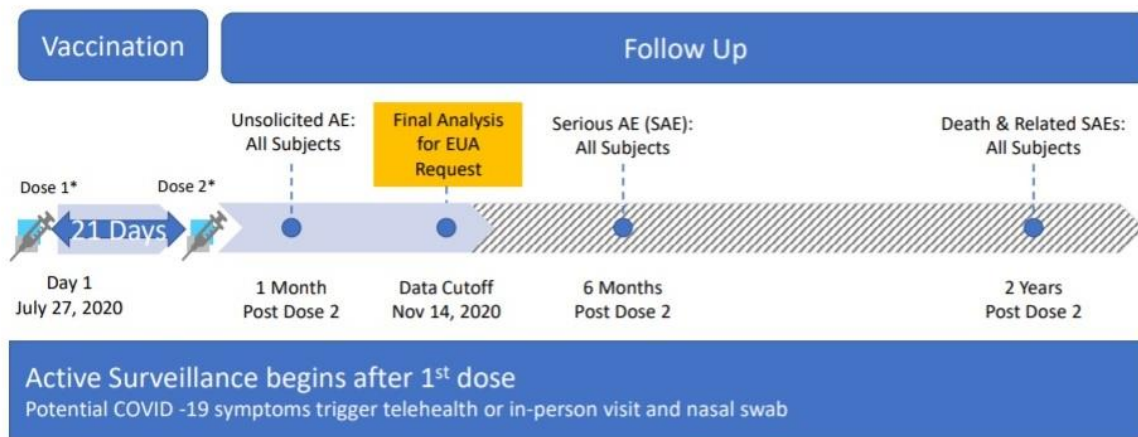 Vaccination
Follow Up
Unsolicited AE:
All Subjects
Final Analysis
for EUA
Request
Serious AE (SAE):
All Subjects
Death & Related SAEs:
All Subjects
Dose 1*
Dose 2*
21 Days
Day 1
July 27, 2020
1 Month
Post Dose 2
Data Cutoff
Nov 14, 2020
6 Months
Post Dose 2
2 Years
Post Dose 2
Active Surveillance begins after 1st dose
Potential COVID -19 symptoms trigger telehealth or in-person visit and nasal swab